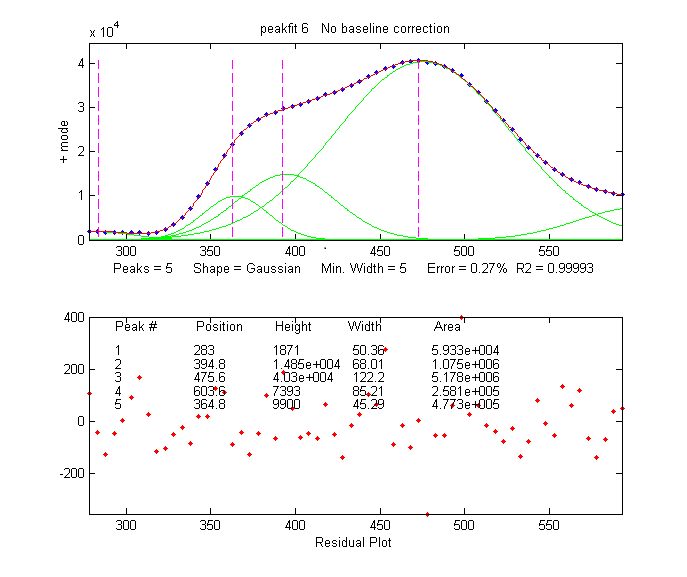 peakfit 6   No baseline correction
x 10^4
4
3
2
1
0
+ mode
300 350 400 450 500 550
Peaks = 5   Shape = Gaussian   Min. Width = 5   Error = 0.27%  R2 = 0.99993
400
200
0
-200
Peak # Position Height Width Area
1 283 1871 50.36 5.933e+004
2 394.8 1.485e+004 68.01 1.075e+006
3 475.6 4.03e+004 122.2 5.178e+006
4 603.6 7393 85.21 2.581e+005
5 364.8 9900 45.29 4.773e+005
300 350 400 450 500 550
Residual Plot